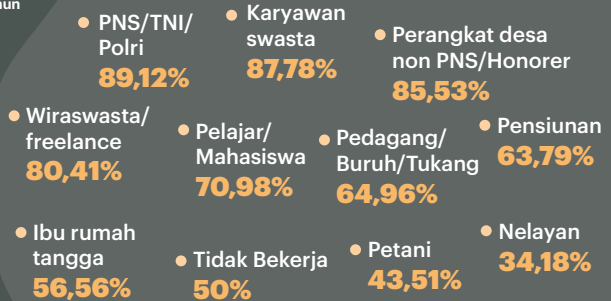 PNS/TNI/
Polri
89,12%
Karyawan
swasta
87,78%
Perangkat desa
non PNS/Honorer
85,53%
Wiraswasta/
freelance
80,41%
Pelajar/
Mahasiswa
70,98%
Pedagang/
Buruh/Tukang
64,96%
Pensiunan
63,79%
Ibu rumah
tangga
56,56%
Tidak Bekerja
50%
Petani
43,51%
Nelayan
34,18%